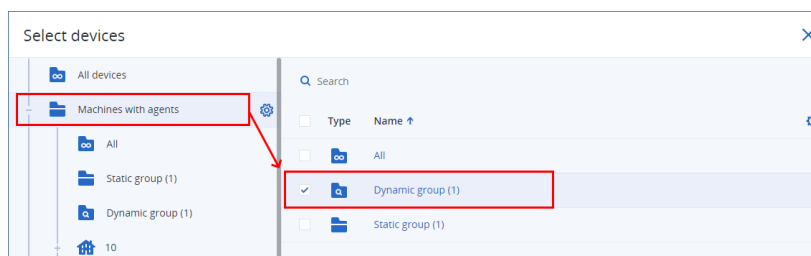 Select devices
All devices
Machines with agents
All
Static group (1)
Dynamic group (1)
10
Search
Type Name
All
Dynamic group (1)
Static group (1)